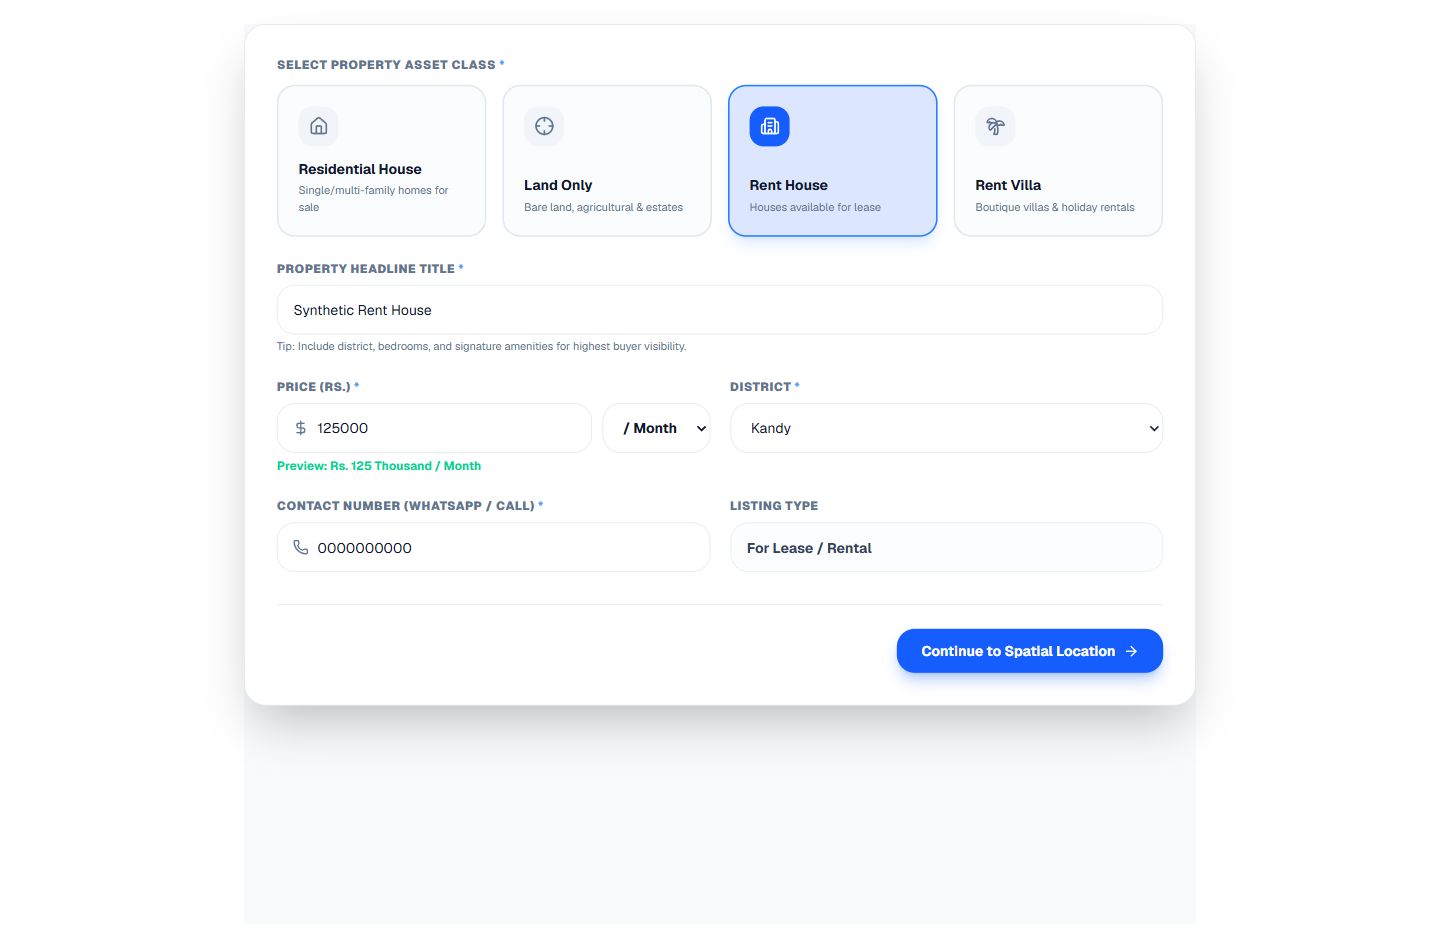 SELECT PROPERTY ASSET CLASS *
Residential House
Single/multi-family homes for
sale
Land Only
Bare land, agricultural & estates
Rent House
Houses available for lease
Rent Villa
Boutique villas & holiday rentals
PROPERTY HEADLINE TITLE *
Synthetic Rent House
Tip: Include district, bedrooms, and signature amenities for highest buyer visibility.
PRICE (RS.) *
$ 125000
/ Month
Preview: Rs. 125 Thousand / Month
DISTRICT *
Kandy
CONTACT NUMBER (WHATSAPP / CALL) *
0000000000
LISTING TYPE
For Lease / Rental
Continue to Spatial Location →